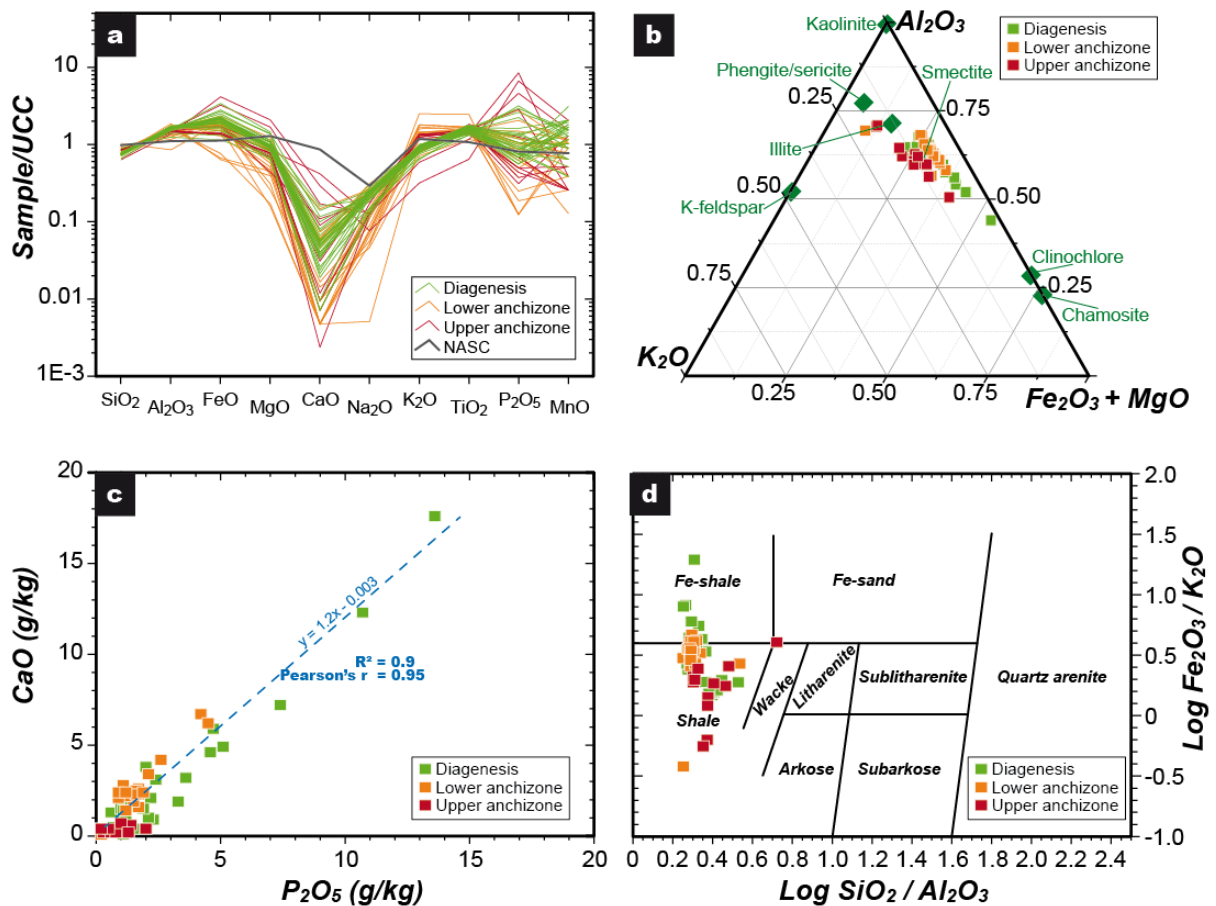 a
Sample/UCC
10
1
0.1
0.01
1E-3
Diagenesis
Lower anchizone
Upper anchizone
NASC
SiO₂
Al₂O₃
FeO
MgO
CaO
Na₂O
K₂O
TiO₂
P₂O₅
MnO
b
Kaolinite
Al₂O₃
Diagenesis
Lower anchizone
Upper anchizone
Phengite/sericite
Smectite
0.25
0.75
Illite
0.50
0.50
K-feldspar
Clinochlore
0.75
0.25
Chamosite
K₂O
0.25
0.50
0.75
Fe₂O₃ + MgO
c
CaO (g/kg)
20
15
10
5
0
y = 1.2x - 0.003
R² = 0.9
Pearson's r = 0.95
Diagenesis
Lower anchizone
Upper anchizone
0
5
10
15
20
P₂O₅ (g/kg)
d
2.0
1.5
1.0
0.5
0
-0.5
-1.0
Log Fe₂O₃ / K₂O
Fe-shale
Fe-sand
Wacke
Litharenite
Sublitharenite
Quartz arenite
Shale
Arkose
Subarkose
Diagenesis
Lower anchizone
Upper anchizone
0
0.2
0.4
0.6
0.8
1.0
1.2
1.4
1.6
1.8
2.0
2.2
2.4
Log SiO₂ / Al₂O₃